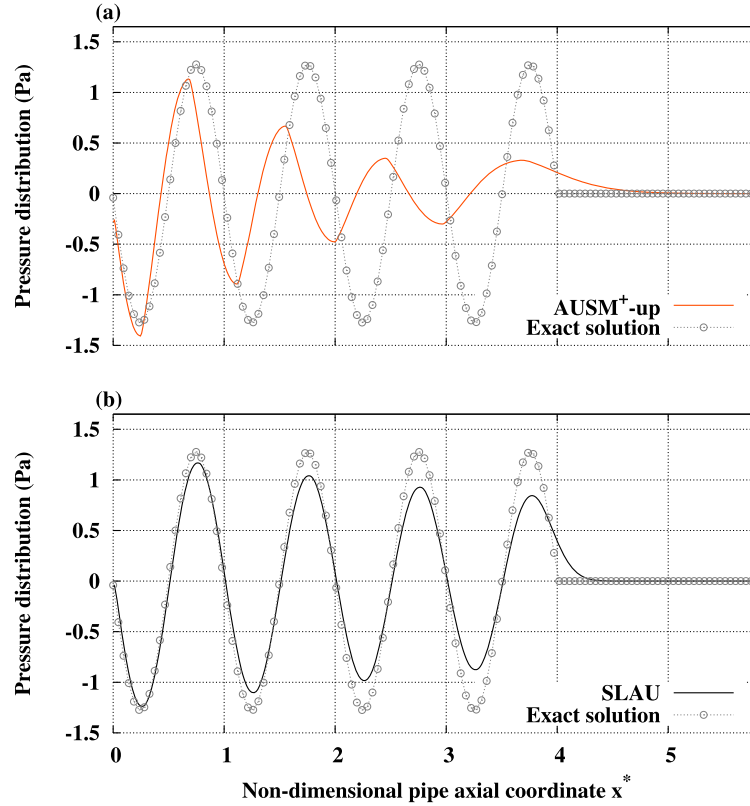 (a)
1.5
1
0.5
0
-0.5
-1
-1.5
Pressure distribution (Pa)
AUSM+-up
Exact solution
(b)
1.5
1
0.5
0
-0.5
-1
-1.5
Pressure distribution (Pa)
SLAU
Exact solution
0 1 2 3 4 5
Non-dimensional pipe axial coordinate x*